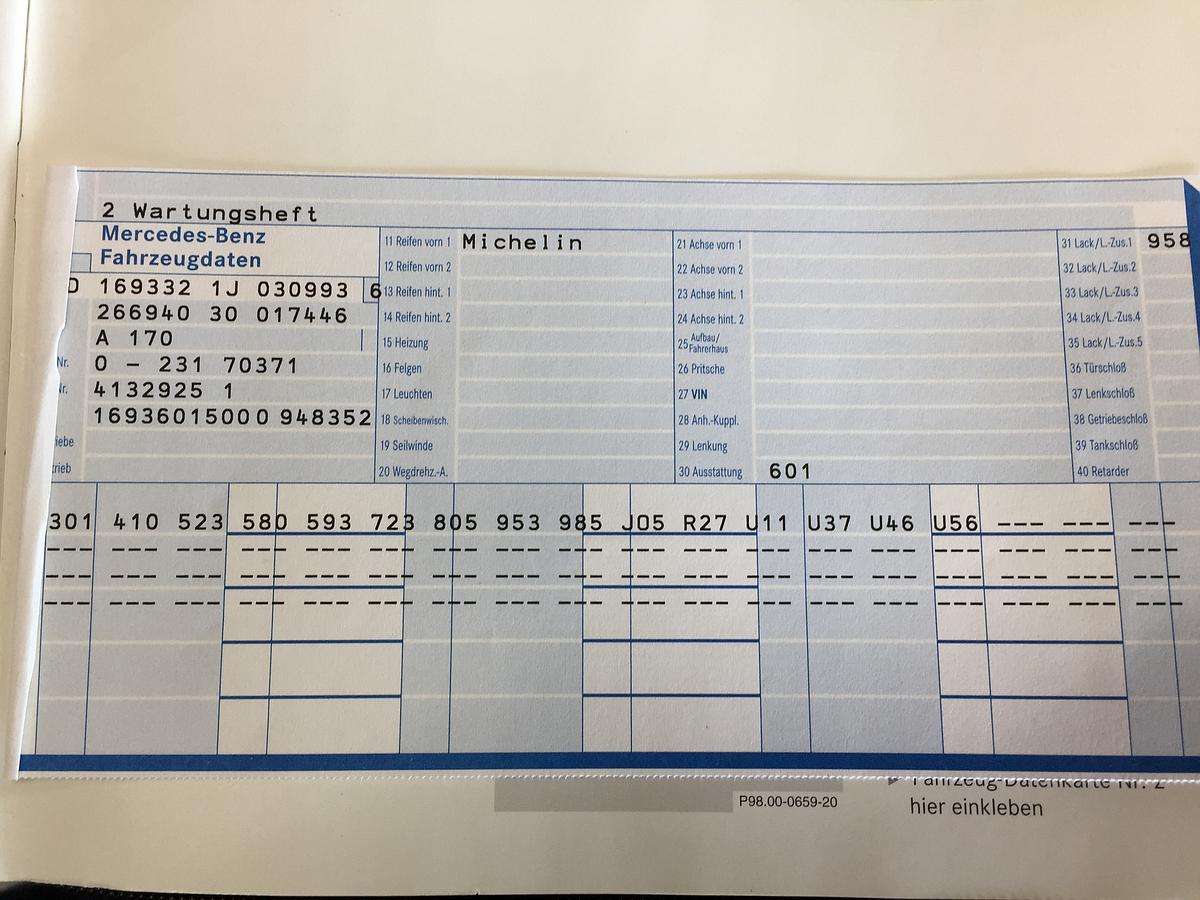 2 Wartungsheft
Mercedes-Benz
Fahrzeugdaten
D 169332 1J 030993 6
266940 30 017446
A 170
Nr. 0 – 231 70371
Nr. 4132925 1
16936015000 948352
iebe
trieb
11 Reifen vorn 1 Michelin
12 Reifen vorn 2
13 Reifen hint. 1
14 Reifen hint. 2
15 Heizung
16 Felgen
17 Leuchten
18 Scheibenwisch.
19 Seilwinde
20 Wegdrehz.-A.
21 Achse vorn 1
22 Achse vorn 2
23 Achse hint. 1
24 Achse hint. 2
25 Aufbau/
Fahrerhaus
26 Pritsche
27 VIN
28 Anh.-Kuppl.
29 Lenkung
30 Ausstattung 601
31 Lack/L.-Zus.1 958
32 Lack/L.-Zus.2
33 Lack/L.-Zus.3
34 Lack/L.-Zus.4
35 Lack/L.-Zus.5
36 Türschloß
37 Lenkschloß
38 Getriebeschloß
39 Tankschloß
40 Retarder
301 410 523 580 593 723 805 953 985 J05 R27 U11 U37 U46 U56 --- --- ---
--- --- --- --- --- --- --- --- --- --- --- --- --- --- --- --- --- ---
--- --- --- --- --- --- --- --- --- --- --- --- --- --- --- --- --- ---
--- --- --- --- --- --- --- --- --- --- --- --- --- --- --- --- --- ---
Fahrzeug-Datenkarte Nr. 2
P98.00-0659-20
hier einkleben